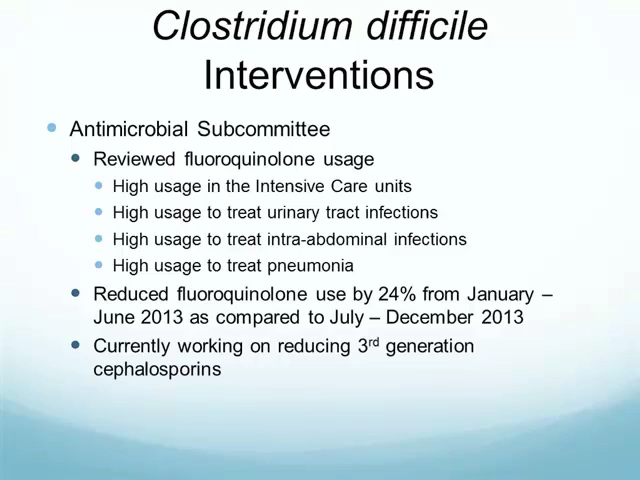 Clostridium difficile
Interventions
Antimicrobial Subcommittee
Reviewed fluoroquinolone usage
High usage in the Intensive Care units
High usage to treat urinary tract infections
High usage to treat intra-abdominal infections
High usage to treat pneumonia
Reduced fluoroquinolone use by 24% from January –
June 2013 as compared to July – December 2013
Currently working on reducing 3rd generation
cephalosporins